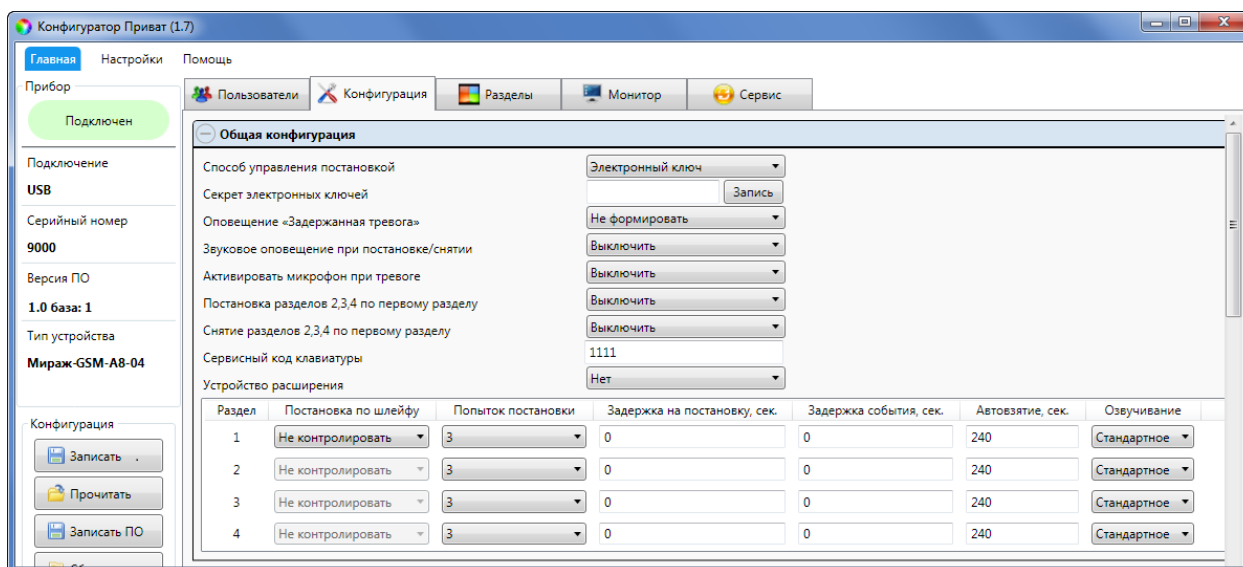 Конфигуратор Приват (1.7)
Главная Настройки Помощь
Прибор
Подключен
Подключение
USB
Серийный номер
9000
Версия ПО
1.0 база: 1
Тип устройства
Мираж-GSM-A8-04
Конфигурация
Записать .
Прочитать
Записать ПО
Пользователи Конфигурация Разделы Монитор Сервис
Общая конфигурация
Способ управления постановкой Электронный ключ
Секрет электронных ключей Запись
Оповещение «Задержанная тревога» Не формировать
Звуковое оповещение при постановке/снятии Выключить
Активировать микрофон при тревоге Выключить
Постановка разделов 2,3,4 по первому разделу Выключить
Снятие разделов 2,3,4 по первому разделу Выключить
Сервисный код клавиатуры 1111
Устройство расширения Нет
Раздел Постановка по шлейфу Попыток постановки Задержка на постановку, сек. Задержка события, сек. Автовзятие, сек. Озвучивание
1 Не контролировать 3 0 0 240 Стандартное
2 Не контролировать 3 0 0 240 Стандартное
3 Не контролировать 3 0 0 240 Стандартное
4 Не контролировать 3 0 0 240 Стандартное